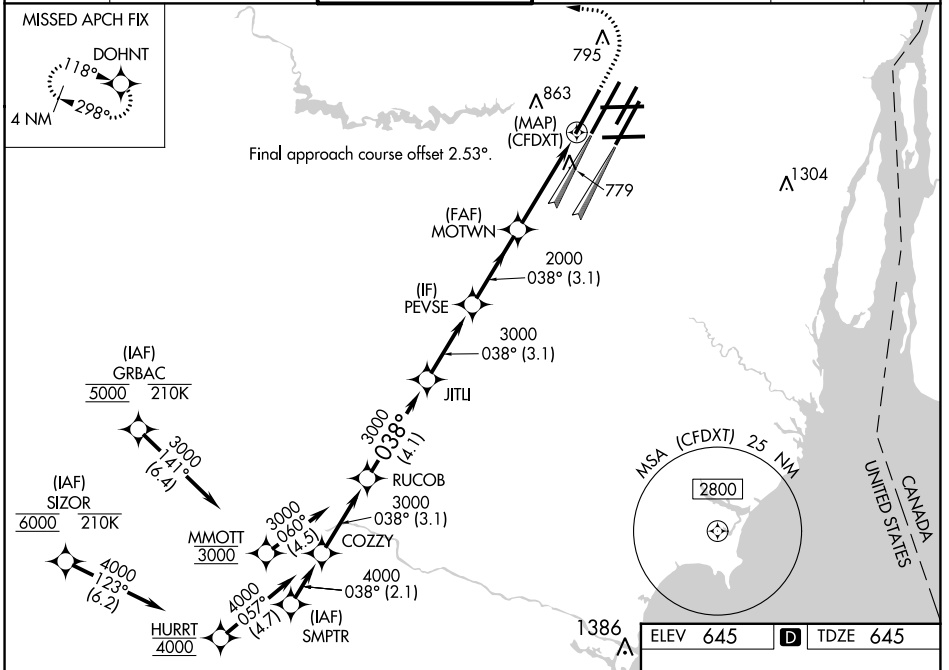 MISSED APCH FIX
DOHNT
118°
298°
4 NM
795
863
(MAP)
(CFDXT)
Final approach course offset 2.53°.
779
1304
(FAF)
MOTWN
2000
038° (3.1)
(IF)
PEVSE
3000
038° (3.1)
JITLI
(IAF)
GRBAC
5000 210K
3000
141°
(6.4)
3000
038°
(4.1)
RUCOB
(IAF)
SIZOR
6000 210K
4000
123°
(6.2)
MMOTT
3000
3000
060°
(4.5)
3000
038° (3.1)
COZZY
4000
038° (2.1)
HURRT
4000
4000
057°
(4.7)
(IAF)
SMPTR
MSA (CFDXT) 25 NM
2800
CANADA
UNITED STATES
1386
ELEV 645 D TDZE 645